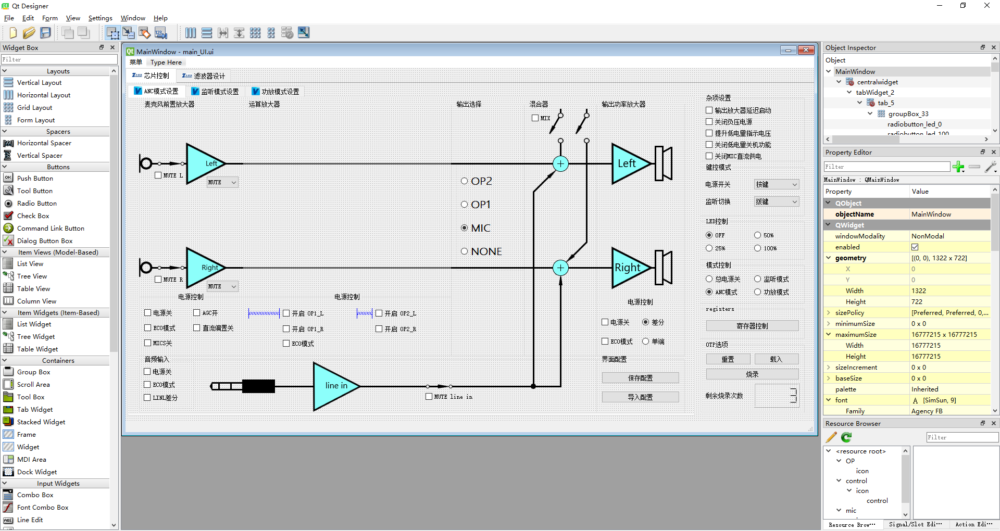 Qt Designer
File Edit Form View Settings Window Help
Widget Box
Filter
Layouts
Vertical Layout
Horizontal Layout
Grid Layout
Form Layout
Spacers
Horizontal Spacer
Vertical Spacer
Buttons
Push Button
Tool Button
Radio Button
Check Box
Command Link Button
Dialog Button Box
Item Views (Model-Based)
List View
Tree View
Table View
Column View
Item Widgets (Item-Based)
List Widget
Tree Widget
Table Widget
Containers
Group Box
Scroll Area
Tool Box
Tab Widget
Stacked Widget
Frame
Widget
MDI Area
Dock Widget
Input Widgets
Combo Box
Font Combo Box
Line Edit
MainWindow - main_UI.ui
菜单 Type Here
芯片控制 滤波器设计
ANC模式设置 监听模式设置 功放模式设置
麦克风前置放大器 运算放大器 输出选择 混合器 输出功率放大器
MIX
Left
MUTE L
MUTE
Left
OP2
OP1
MIC
NONE
Right
MUTE R
MUTE
Right
电源控制
电源关 AGC开
ECO模式 直流偏置关
MICS关
电源控制
开启 OP1_L 开启 OP2_L
开启 OP1_R 开启 OP2_R
ECO模式
电源控制
电源关 差分
ECO模式 单端
音频输入
电源关
ECO模式
LINL差分
line in
MUTE line in
界面配置
保存配置
导入配置
杂项设置
输出放大器延迟启动
关闭负压电源
提升低电量指示电压
关闭低电量关机功能
关闭MIC直流供电
键控模式
电源开关 按键
监听切换 拨键
LED控制
OFF 50%
25% 100%
模式控制
总电源关 监听模式
ANC模式 功放模式
registers
寄存器控制
OTP选项
重置 载入
烧录
剩余烧录次数
Object Inspector
Object
MainWindow
centralwidget
tabWidget_2
tab_5
groupBox_33
radiobutton_led_0
radiobutton_led_100
Property Editor
Filter
MainWindow : QMainWindow
Property Value
QObject
objectName MainWindow
QWidget
windowModality NonModal
enabled
geometry [(0, 0), 1322 x 722]
X 0
Y 0
Width 1322
Height 722
sizePolicy [Preferred, Preferred, 0,...
minimumSize 0 x 0
maximumSize 16777215 x 16777215
Width 16777215
Height 16777215
sizeIncrement 0 x 0
baseSize 0 x 0
palette Inherited
font A [SimSun, 9]
Family Agency FB
Resource Browser
Filter
<resource root>
OP
icon
control
icon
control
mic
Resource Brow··· Signal/Slot Edi··· Action Edi···